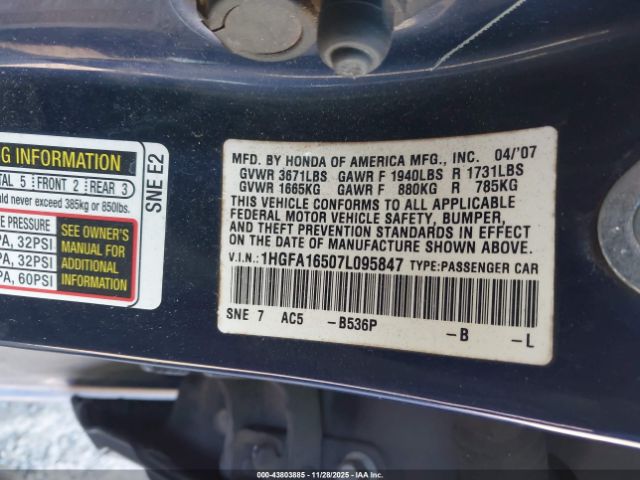 G INFORMATION
TAL 5 FRONT 2 REAR 3
uld never exceed 385kg or 850lbs.
E PRESSURE
PA, 32PSI
PA, 32PSI
PA, 60PSI
SEE OWNER'S
MANUAL FOR
ADDITIONAL
INFORMATION
SNE E2
MFD. BY HONDA OF AMERICA MFG., INC. 04/'07
GVWR 3671LBS GAWR F 1940LBS R 1731LBS
GVWR 1665KG GAWR F 880KG R 785KG
THIS VEHICLE CONFORMS TO ALL APPLICABLE
FEDERAL MOTOR VEHICLE SAFETY, BUMPER,
AND THEFT PREVENTION STANDARDS IN EFFECT
ON THE DATE OF MANUFACTURE SHOWN ABOVE.
V.I.N.: 1HGFA16507L095847 TYPE:PASSENGER CAR
SNE 7 AC5 -B536P -B -L
000-43803885 11/28/2025 - IAAI.COM